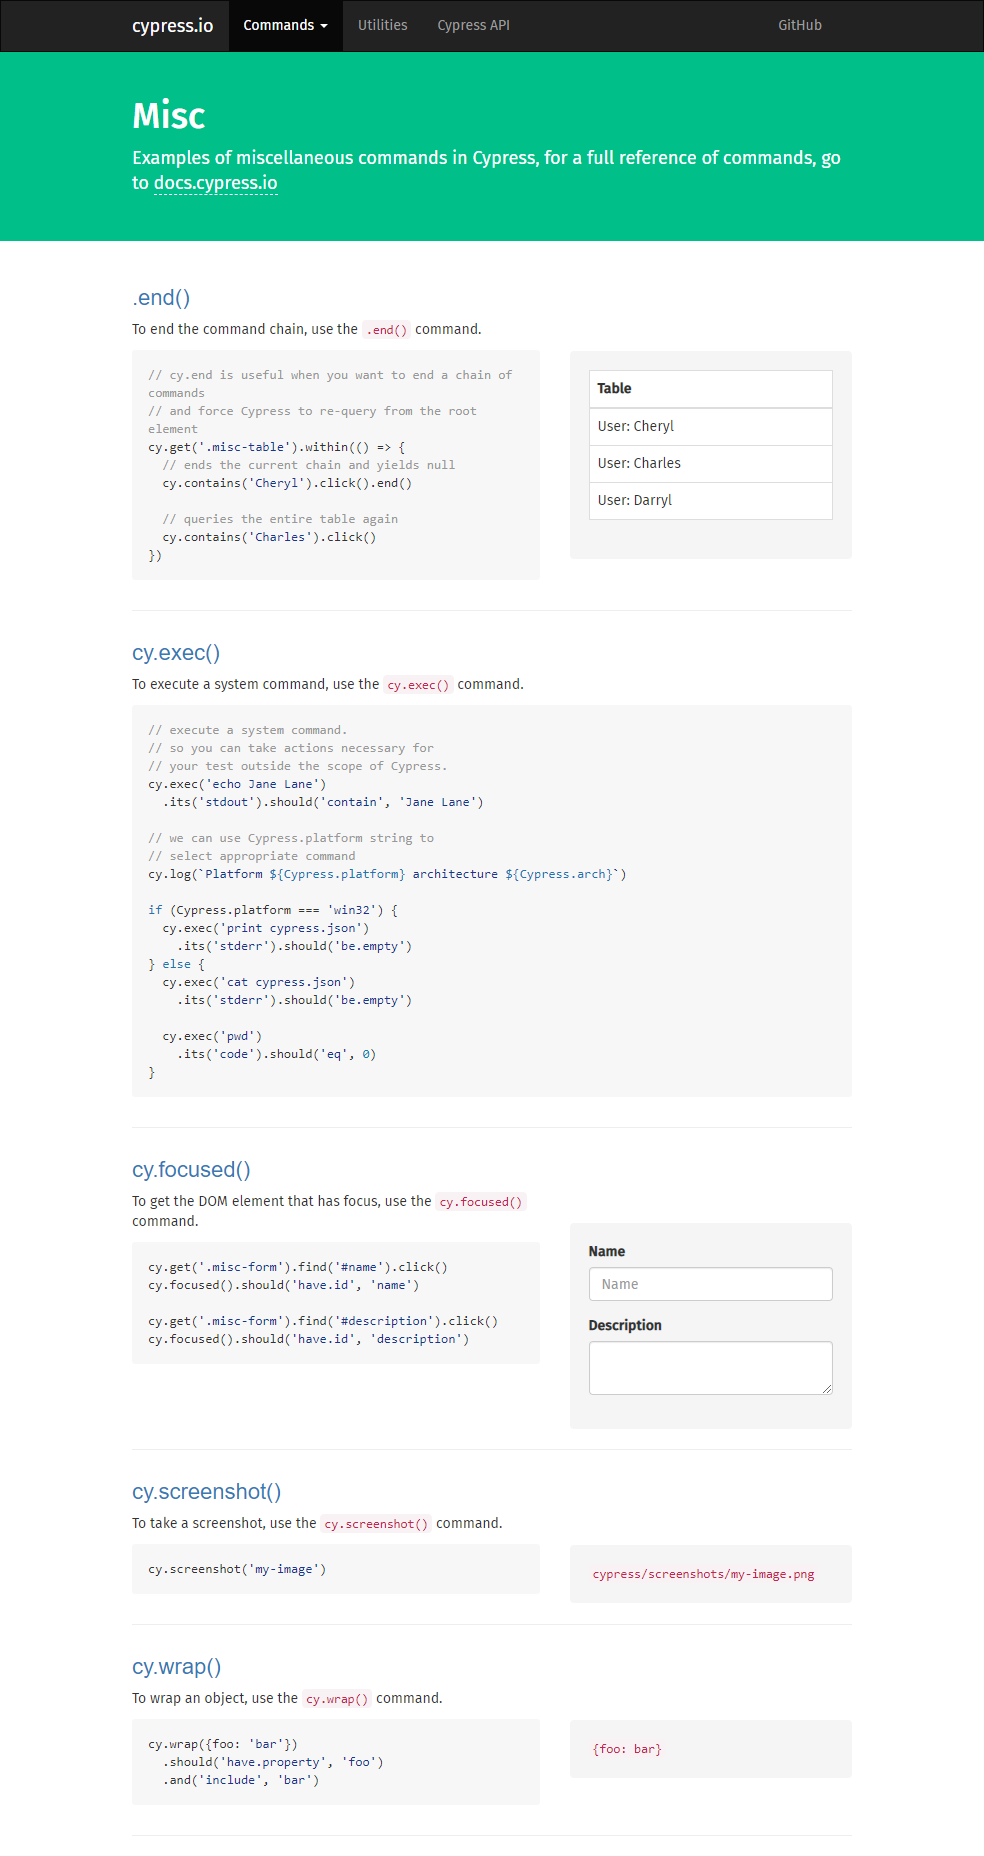 cypress.io Commands Utilities Cypress API GitHub
Misc
Examples of miscellaneous commands in Cypress, for a full reference of commands, go
to docs.cypress.io
.end()
To end the command chain, use the .end() command.
// cy.end is useful when you want to end a chain of
commands
// and force Cypress to re-query from the root
element
cy.get('.misc-table').within(() => {
  // ends the current chain and yields null
  cy.contains('Cheryl').click().end()

  // queries the entire table again
  cy.contains('Charles').click()
})
Table
User: Cheryl
User: Charles
User: Darryl
cy.exec()
To execute a system command, use the cy.exec() command.
// execute a system command.
// so you can take actions necessary for
// your test outside the scope of Cypress.
cy.exec('echo Jane Lane')
  .its('stdout').should('contain', 'Jane Lane')

// we can use Cypress.platform string to
// select appropriate command
cy.log(`Platform ${Cypress.platform} architecture ${Cypress.arch}`)

if (Cypress.platform === 'win32') {
  cy.exec('print cypress.json')
    .its('stderr').should('be.empty')
} else {
  cy.exec('cat cypress.json')
    .its('stderr').should('be.empty')

  cy.exec('pwd')
    .its('code').should('eq', 0)
}
cy.focused()
To get the DOM element that has focus, use the cy.focused()
command.
cy.get('.misc-form').find('#name').click()
cy.focused().should('have.id', 'name')

cy.get('.misc-form').find('#description').click()
cy.focused().should('have.id', 'description')
Name
Name
Description
cy.screenshot()
To take a screenshot, use the cy.screenshot() command.
cy.screenshot('my-image')
cypress/screenshots/my-image.png
cy.wrap()
To wrap an object, use the cy.wrap() command.
cy.wrap({foo: 'bar'})
  .should('have.property', 'foo')
  .and('include', 'bar')
{foo: bar}